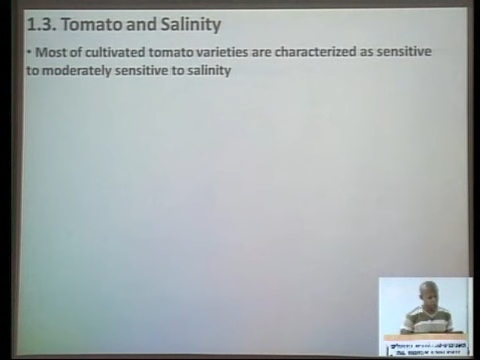 1.3. Tomato and Salinity
• Most of cultivated tomato varieties are characterized as sensitive
to moderately sensitive to salinity